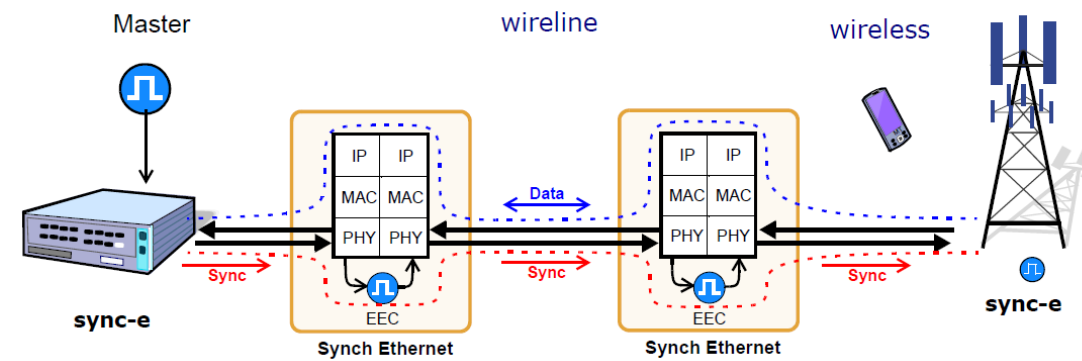 Master
wireline
wireless
IP IP
MAC MAC
PHY PHY
IP IP
MAC MAC
PHY PHY
Data
Sync
Sync
Sync
EEC
EEC
sync-e
sync-e
Synch Ethernet
Synch Ethernet